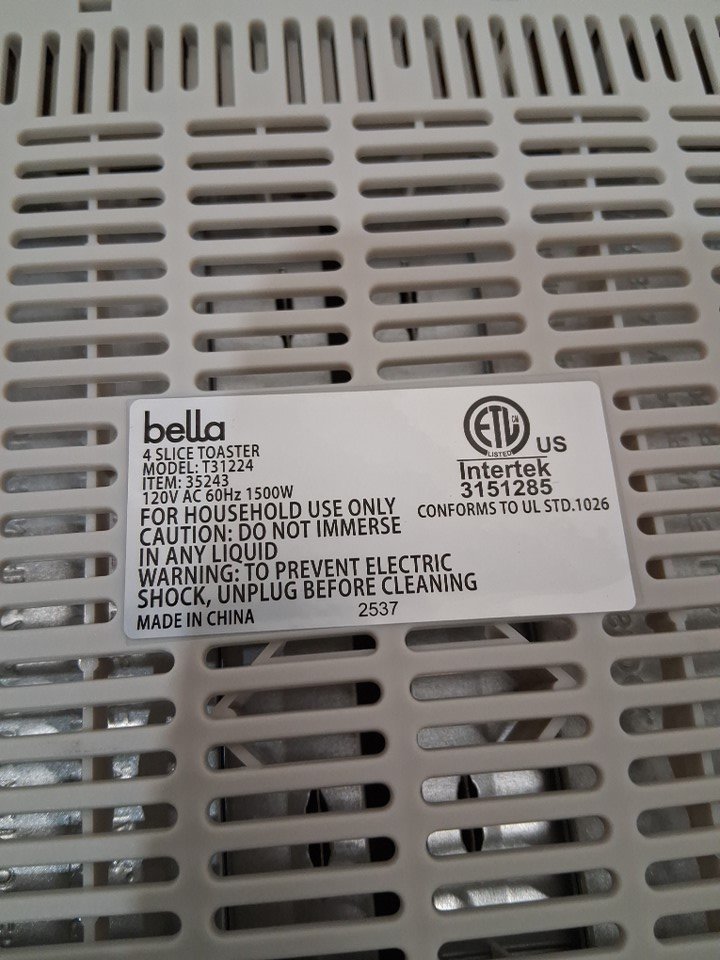 bella
4 SLICE TOASTER
MODEL: T31224
ITEM: 35243
120V AC 60Hz 1500W
FOR HOUSEHOLD USE ONLY
CAUTION: DO NOT IMMERSE
IN ANY LIQUID
WARNING: TO PREVENT ELECTRIC
SHOCK, UNPLUG BEFORE CLEANING
MADE IN CHINA
2537
ETL
CM
LISTED
US
Intertek
3151285
CONFORMS TO UL STD.1026